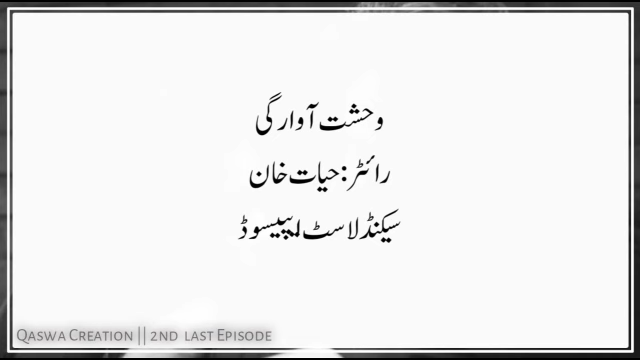 وحشت آوارگی
رائٹر: حیات خان
سیکنڈ لاسٹ ایپیسوڈ
Qaswa Creation || 2nd last Episode